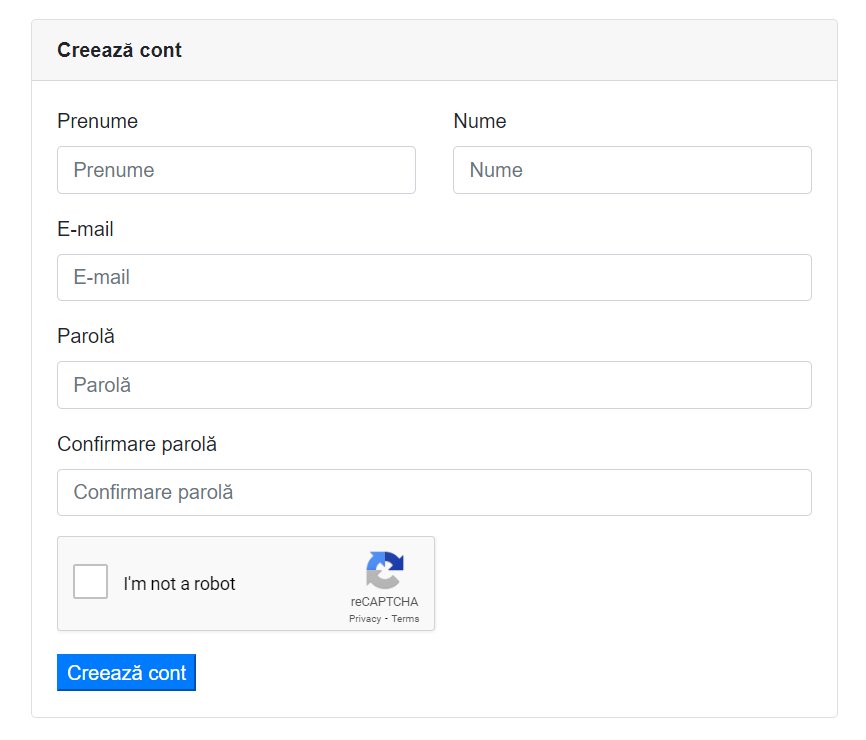 Creează cont
Prenume
Nume
Prenume
Nume
E-mail
E-mail
Parolă
Parolă
Confirmare parolă
Confirmare parolă
I'm not a robot
reCAPTCHA
Privacy - Terms
Creează cont